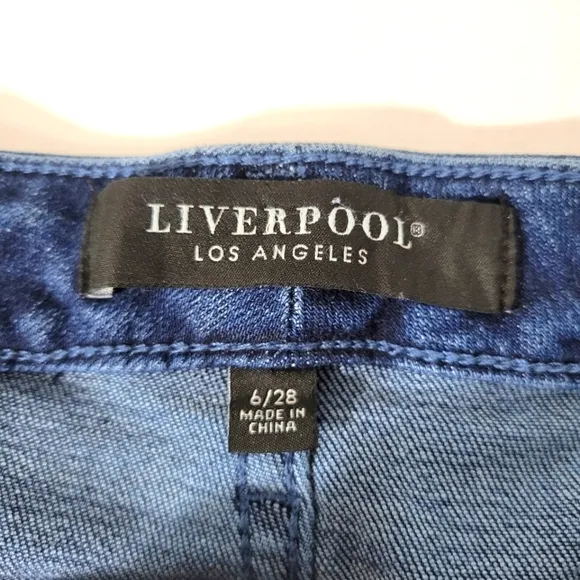 LIVERPOOL®
LOS ANGELES
6/28
MADE IN
CHINA